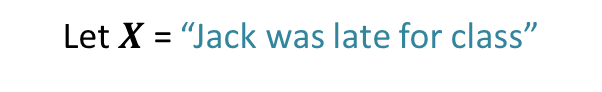 Let X = “Jack was late for class”